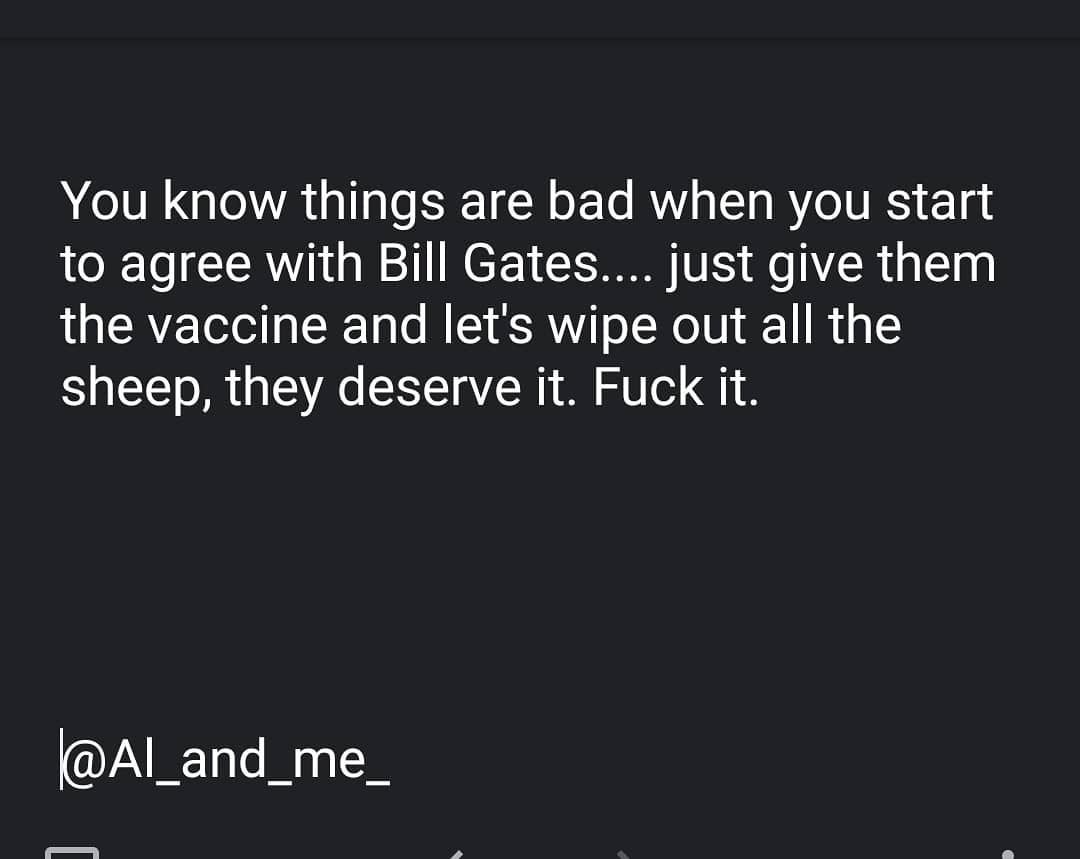 You know things are bad when you start
to agree with Bill Gates.... just give them
the vaccine and let's wipe out all the
sheep, they deserve it. Fuck it.
@Al_and_me_